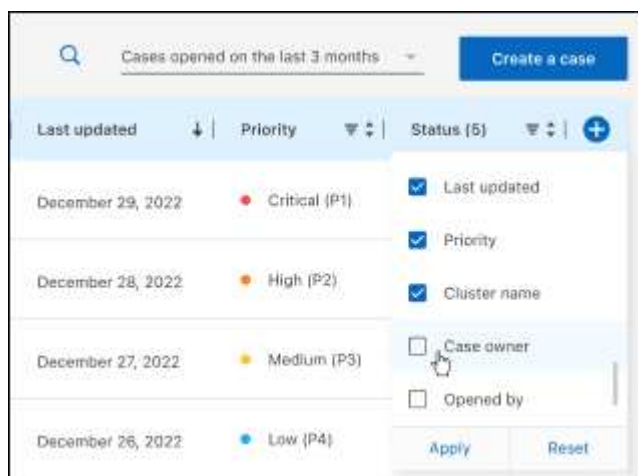 Cases opened on the last 3 months
Create a case
Last updated Priority Status (5)
December 29, 2022 Critical (P1)
December 28, 2022 High (P2)
December 27, 2022 Medium (P3)
December 26, 2022 Low (P4)
Last updated
Priority
Cluster name
Case owner
Opened by
Apply Reset